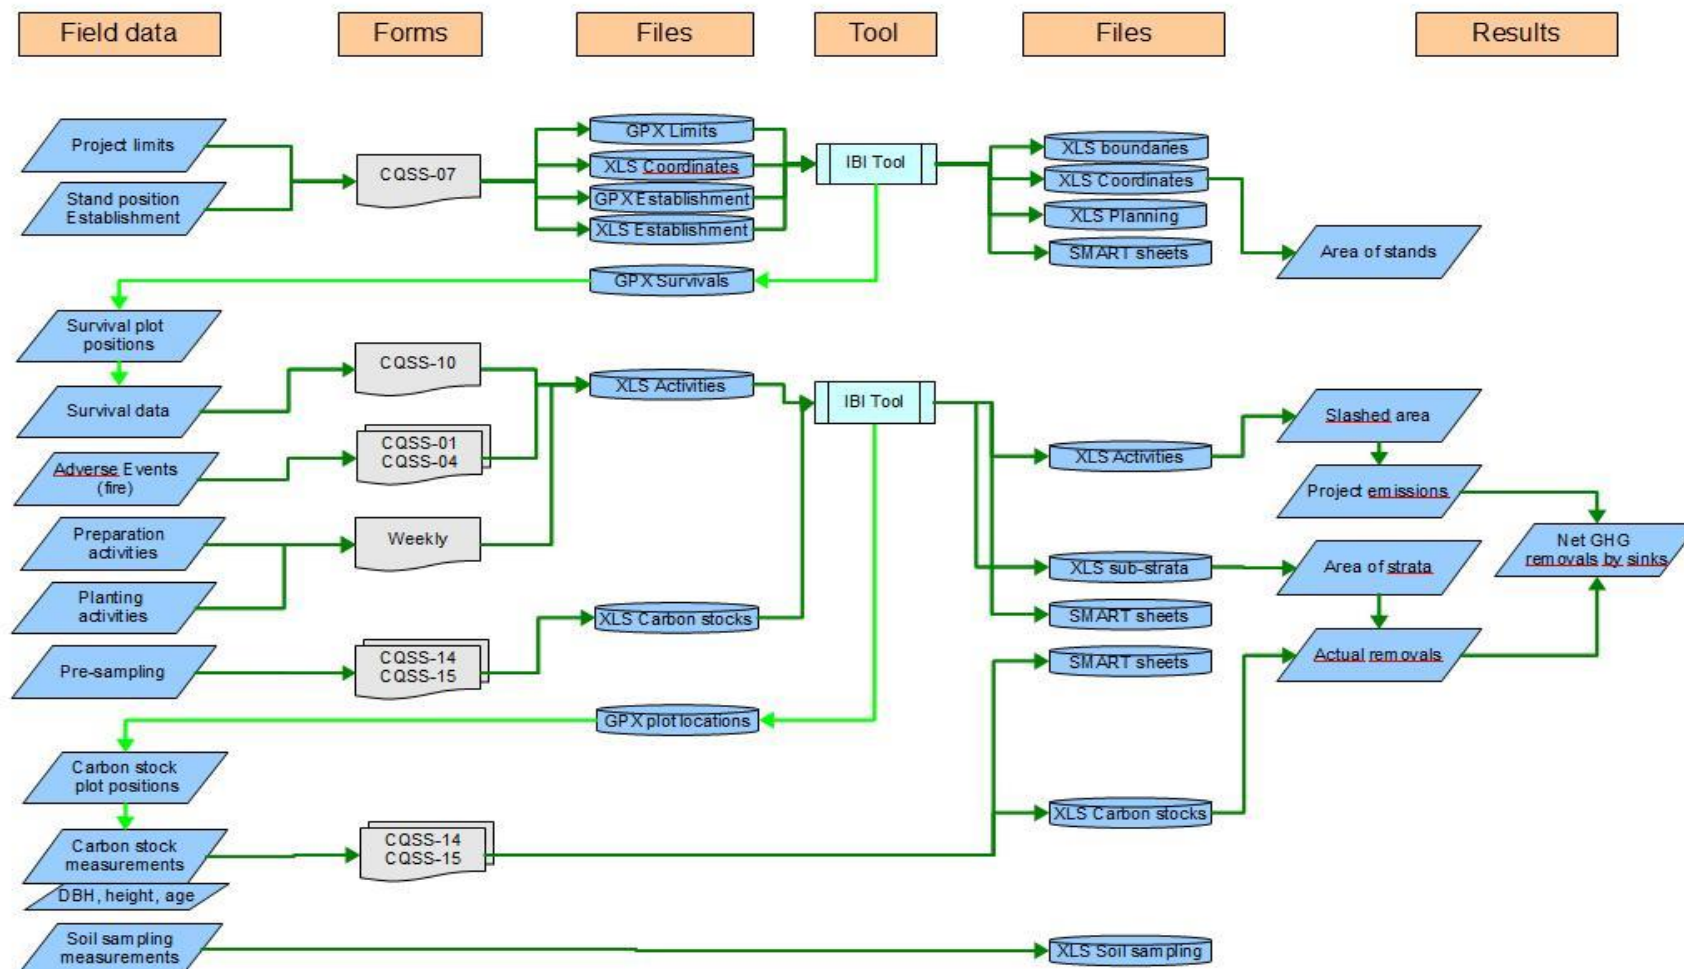 Field data
Forms
Files
Tool
Files
Results
Project limits
Stand position
Establishment
CQSS-07
GPX Limits
XLS Coordinates
GPX Establishment
XLS Establishment
IBI Tool
XLS boundaries
XLS Coordinates
XLS Planning
SMART sheets
Area of stands
GPX Survivals
Survival plot
positions
Survival data
CQSS-10
XLS Activities
IBI Tool
Adverse Events
(fire)
CQSS-01
CQSS-04
Slashed area
XLS Activities
Project emissions
Preparation
activities
Weekly
Planting
activities
Net GHG
removals by sinks
XLS sub-strata
Area of strata
XLS Carbon stocks
SMART sheets
Pre-sampling
CQSS-14
CQSS-15
SMART sheets
Actual removals
GPX plot locations
Carbon stock
plot positions
XLS Carbon stocks
Carbon stock
measurements
CQSS-14
CQSS-15
DBH, height, age
Soil sampling
measurements
XLS Soil sampling